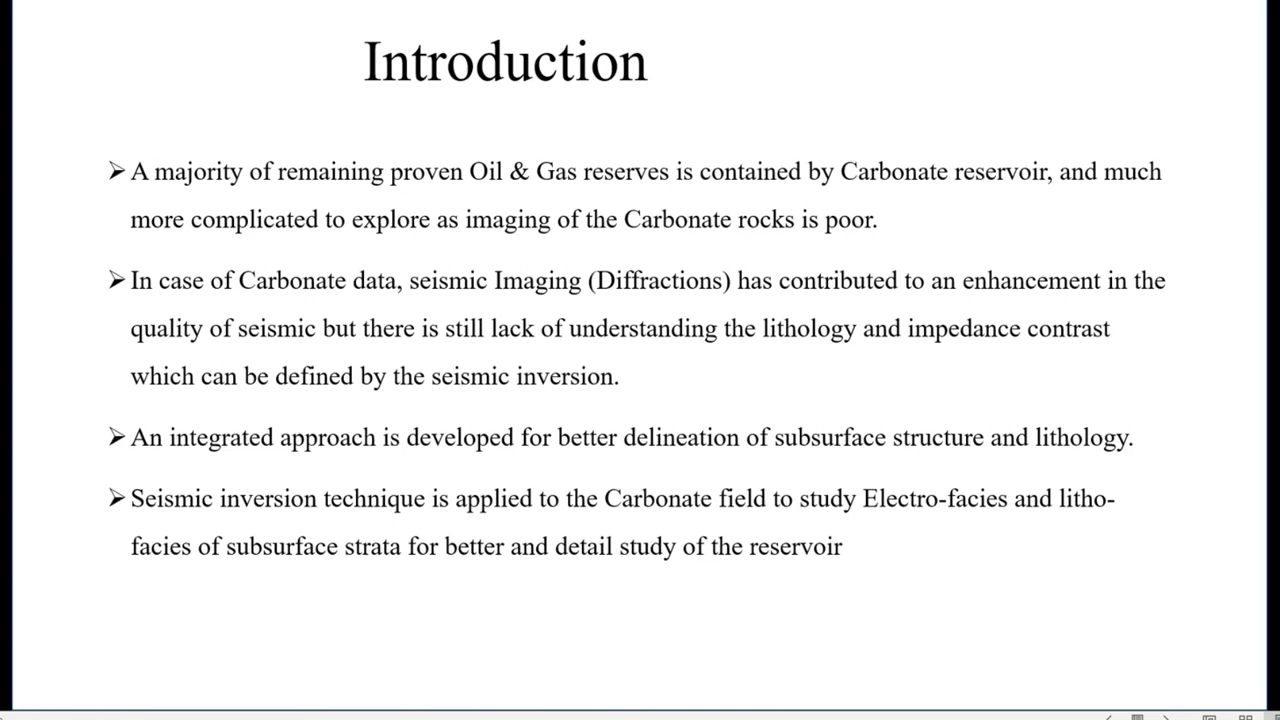 Introduction
➢A majority of remaining proven Oil & Gas reserves is contained by Carbonate reservoir, and much
more complicated to explore as imaging of the Carbonate rocks is poor.
➢In case of Carbonate data, seismic Imaging (Diffractions) has contributed to an enhancement in the
quality of seismic but there is still lack of understanding the lithology and impedance contrast
which can be defined by the seismic inversion.
➢An integrated approach is developed for better delineation of subsurface structure and lithology.
➢Seismic inversion technique is applied to the Carbonate field to study Electro-facies and litho-
facies of subsurface strata for better and detail study of the reservoir